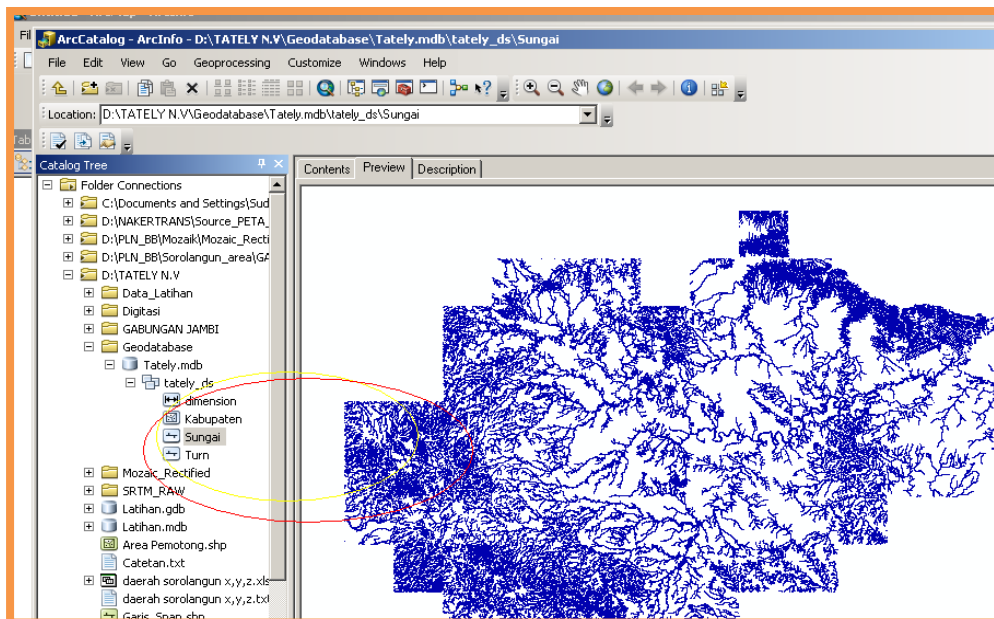 ArcCatalog - ArcInfo - D:\TATELY N.V\Geodatabase\Tately.mdb\tately_ds\Sungai
File Edit View Go Geoprocessing Customize Windows Help
Location: D:\TATELY N.V\Geodatabase\Tately.mdb\tately_ds\Sungai
Catalog Tree
Contents Preview Description
Folder Connections
C:\Documents and Settings\Sud
D:\NAKERTRANS\Source_PETA_
D:\PLN_BB\Mozaik\Mozaic_Recti
D:\PLN_BB\Sorolangun_area\GA
D:\TATELY N.V
Data_Latihan
Digitasi
GABUNGAN JAMBI
Geodatabase
Tately.mdb
tately_ds
dimension
Kabupaten
Sungai
Turn
Mozaic_Rectified
SRTM_RAW
Latihan.gdb
Latihan.mdb
Area Pemotong.shp
Catetan.txt
daerah sorolangun x,y,z.xls
daerah sorolangun x,y,z.txt
Garis_Snap.shp